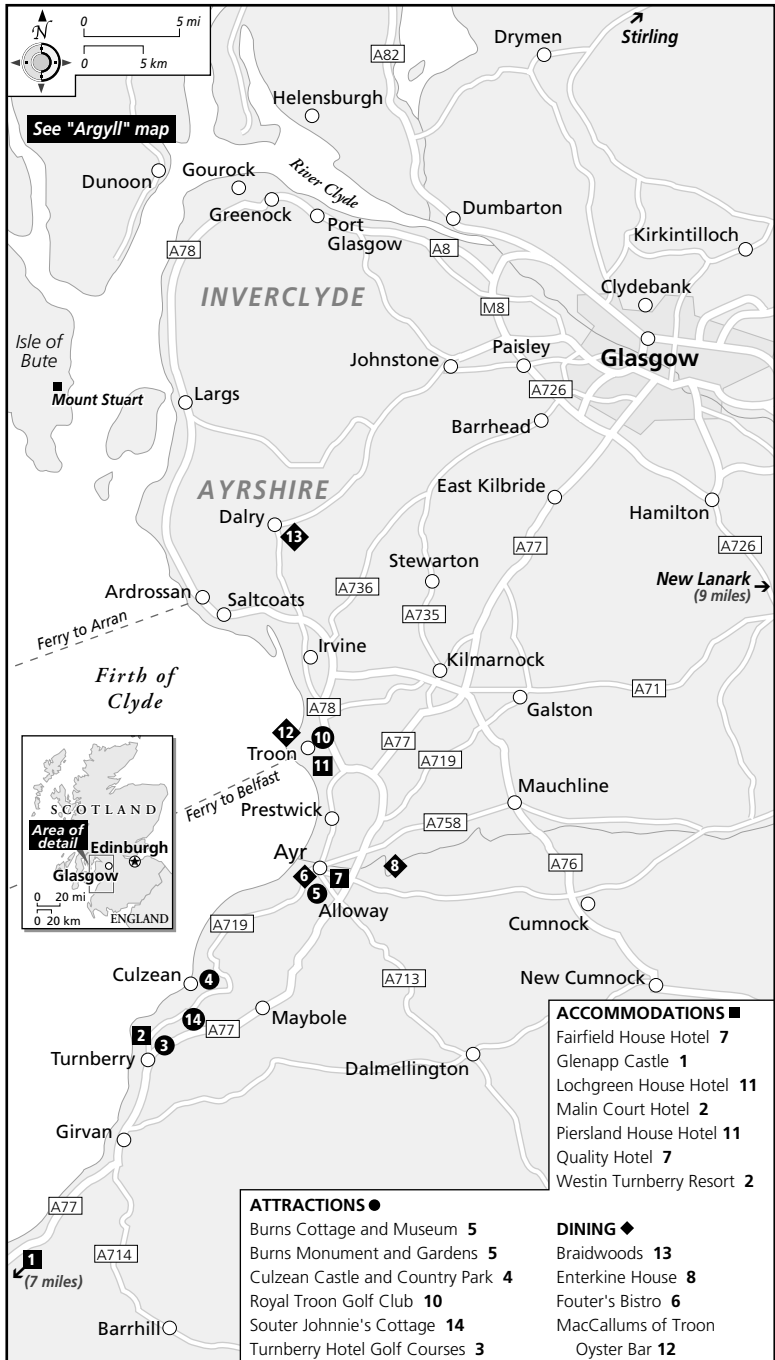 N
0 5 mi
0 5 km
See "Argyll" map
A82
Drymen
Stirling
Helensburgh
Dunoon
Gourock
Greenock
River Clyde
Port
Glasgow
Dumbarton
Kirkintilloch
A78
A8
INVERCLYDE
M8
Clydebank
Isle of
Bute
Mount Stuart
Johnstone
Paisley
Glasgow
A726
Largs
Barrhead
AYRSHIRE
East Kilbride
Hamilton
Dalry
13
A77
A726
Stewarton
New Lanark
(9 miles)
A736
Ardrossan
Saltcoats
A735
Ferry to Arran
Irvine
Kilmarnock
Firth of
Clyde
A71
A78
Galston
12
10
Troon
11
A77
A719
Ferry to Belfast
Mauchline
Prestwick
A758
SCOTLAND
Area of
detail
Edinburgh
Glasgow
0 20 mi
0 20 km
ENGLAND
Ayr
8
A76
6
7
5
Alloway
Cumnock
A719
Culzean
4
A713
New Cumnock
14
Maybole
2
3
A77
Turnberry
Dalmellington
Girvan
A77
1
(7 miles)
A714
Barrhill
ACCOMMODATIONS ■
Fairfield House Hotel 7
Glenapp Castle 1
Lochgreen House Hotel 11
Malin Court Hotel 2
Piersland House Hotel 11
Quality Hotel 7
Westin Turnberry Resort 2
ATTRACTIONS ●
Burns Cottage and Museum 5
Burns Monument and Gardens 5
Culzean Castle and Country Park 4
Royal Troon Golf Club 10
Souter Johnnie's Cottage 14
Turnberry Hotel Golf Courses 3
DINING ◆
Braidwoods 13
Enterkine House 8
Fouter's Bistro 6
MacCallums of Troon
Oyster Bar 12